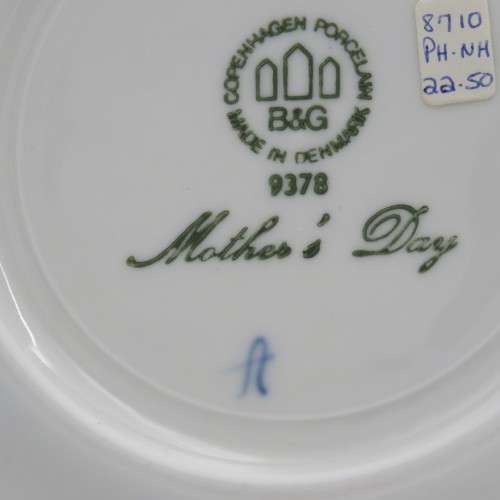 COPENHAGEN PORCELAIN
B&G
MADE IN DENMARK
9378
Mother's Day
8710
PH-NH
22.50